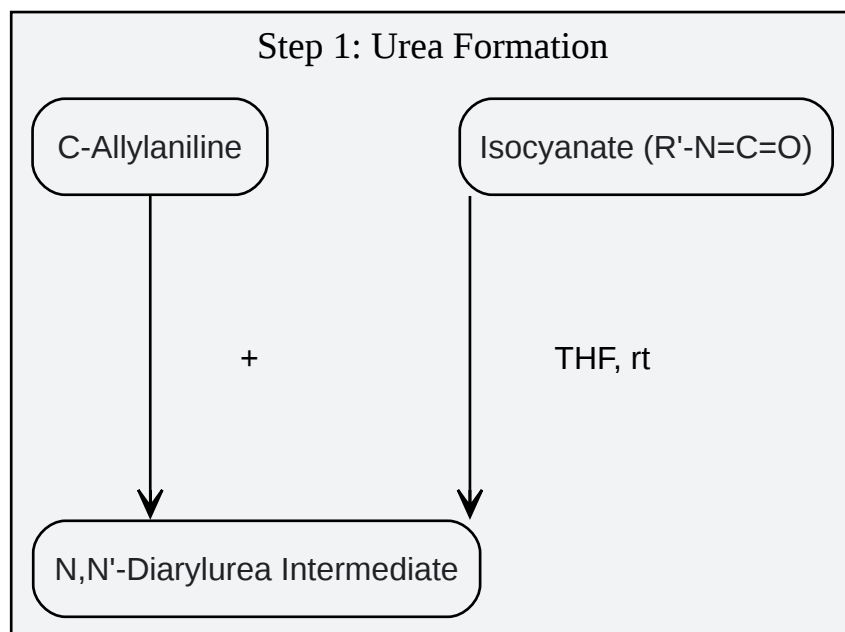 Step 1: Urea Formation
C-Allylaniline
Isocyanate (R'-N=C=O)
+
THF, rt
N,N'-Diarylurea Intermediate